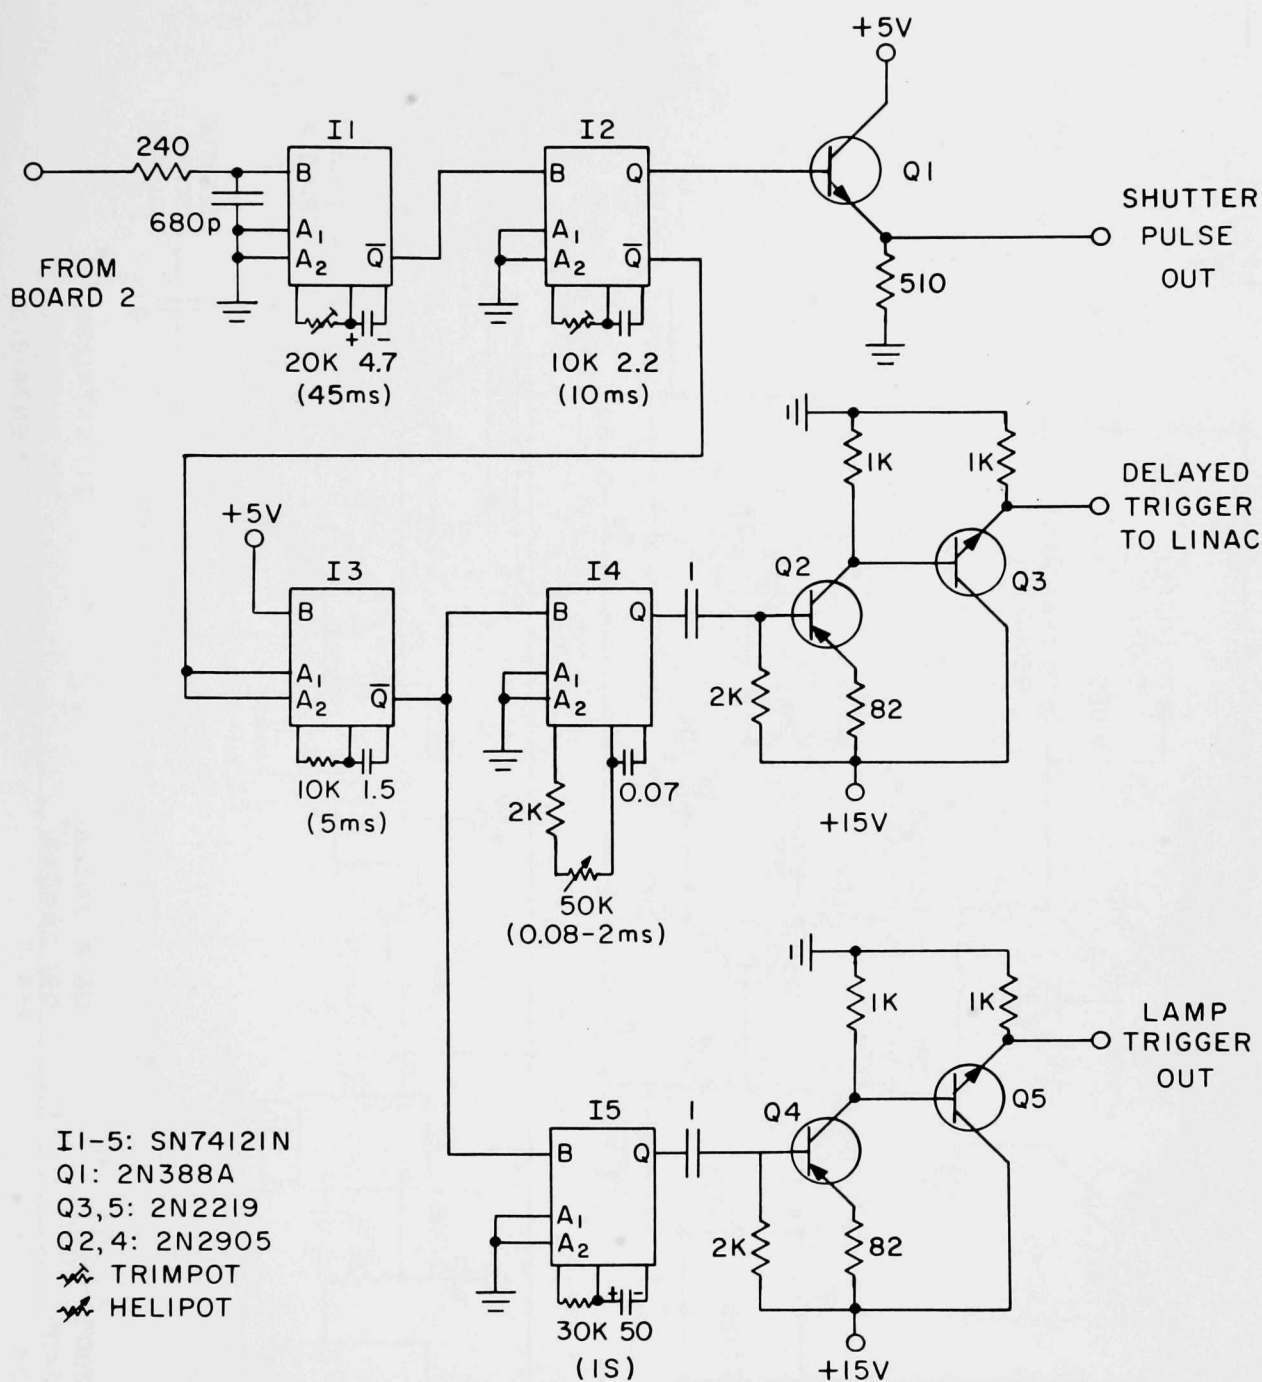 +5V
I1
I2
240
B
B
Q
Q1
680p
A1
A2
Q̅
A1
A2
Q̅
SHUTTER
PULSE
OUT
FROM
BOARD 2
510
+ -
20K 4.7
(45ms)
10K 2.2
(10ms)
1K
1K
DELAYED
TRIGGER
TO LINAC
+5V
I3
I4
1
Q2
Q3
B
B
Q
A1
A2
Q̅
A1
A2
2K
82
10K 1.5
(5ms)
2K
0.07
+15V
50K
(0.08-2ms)
1K
1K
LAMP
TRIGGER
OUT
I5
1
Q4
Q5
B
Q
A1
A2
2K
82
+ -
30K 50
(1S)
+15V
I1-5: SN74121N
Q1: 2N388A
Q3,5: 2N2219
Q2,4: 2N2905
TRIMPOT
HELIPOT